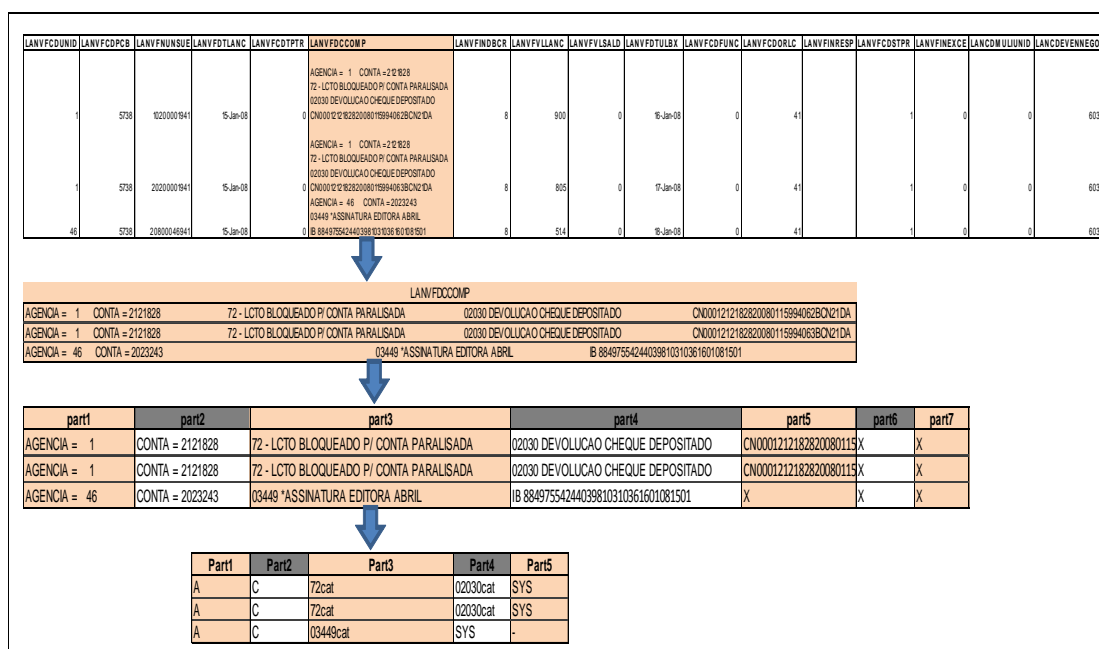 LANVFCDUNID LANVFCDPCB LANVFNUNSUE LANVFDTLANC LANVFCDTPTR LANVFDCCOMP LANVFINDBCR LANVFVLLANC LANVFVLSALD LANVFDTULBX LANVFCDFUNC LANVFCDORLC LANVFINRESP LANVFCDSTPR LANVFINEXCE LANCDMULIUNID LANCDEVENNEGO
AGENCIA = 1 CONTA = 2121828
72 - LCTO BLOQUEADO P/ CONTA PARALISADA
02030 DEVOLUCAO CHEQUE DEPOSITADO
1 5738 10200001941 15-Jan-08 0 CN0001212182820080115994062BCN21DA 8 900 0 16-Jan-08 0 41 1 0 0 603
AGENCIA = 1 CONTA = 2121828
72 - LCTO BLOQUEADO P/ CONTA PARALISADA
02030 DEVOLUCAO CHEQUE DEPOSITADO
1 5738 20200001941 15-Jan-08 0 CN0001212182820080115994063BCN21DA 8 805 0 17-Jan-08 0 41 1 0 0 603
AGENCIA = 46 CONTA = 2023243
03449 *ASSINATURA EDITORA ABRIL
46 5738 20800046941 15-Jan-08 0 IB 88497554244039810310361601081501 8 514 0 18-Jan-08 0 41 1 0 0 603
LANVFDCCOMP
AGENCIA = 1 CONTA = 2121828 72 - LCTO BLOQUEADO P/ CONTA PARALISADA 02030 DEVOLUCAO CHEQUE DEPOSITADO CN0001212182820080115994062BCN21DA
AGENCIA = 1 CONTA = 2121828 72 - LCTO BLOQUEADO P/ CONTA PARALISADA 02030 DEVOLUCAO CHEQUE DEPOSITADO CN0001212182820080115994063BCN21DA
AGENCIA = 46 CONTA = 2023243 03449 *ASSINATURA EDITORA ABRIL IB 88497554244039810310361601081501
part1 part2 part3 part4 part5 part6 part7
AGENCIA = 1 CONTA = 2121828 72 - LCTO BLOQUEADO P/ CONTA PARALISADA 02030 DEVOLUCAO CHEQUE DEPOSITADO CN0001212182820080115 X X
AGENCIA = 1 CONTA = 2121828 72 - LCTO BLOQUEADO P/ CONTA PARALISADA 02030 DEVOLUCAO CHEQUE DEPOSITADO CN0001212182820080115 X X
AGENCIA = 46 CONTA = 2023243 03449 *ASSINATURA EDITORA ABRIL IB 88497554244039810310361601081501 X X X
Part1 Part2 Part3 Part4 Part5
A C 72cat 02030cat SYS
A C 72cat 02030cat SYS
A C 03449cat SYS -